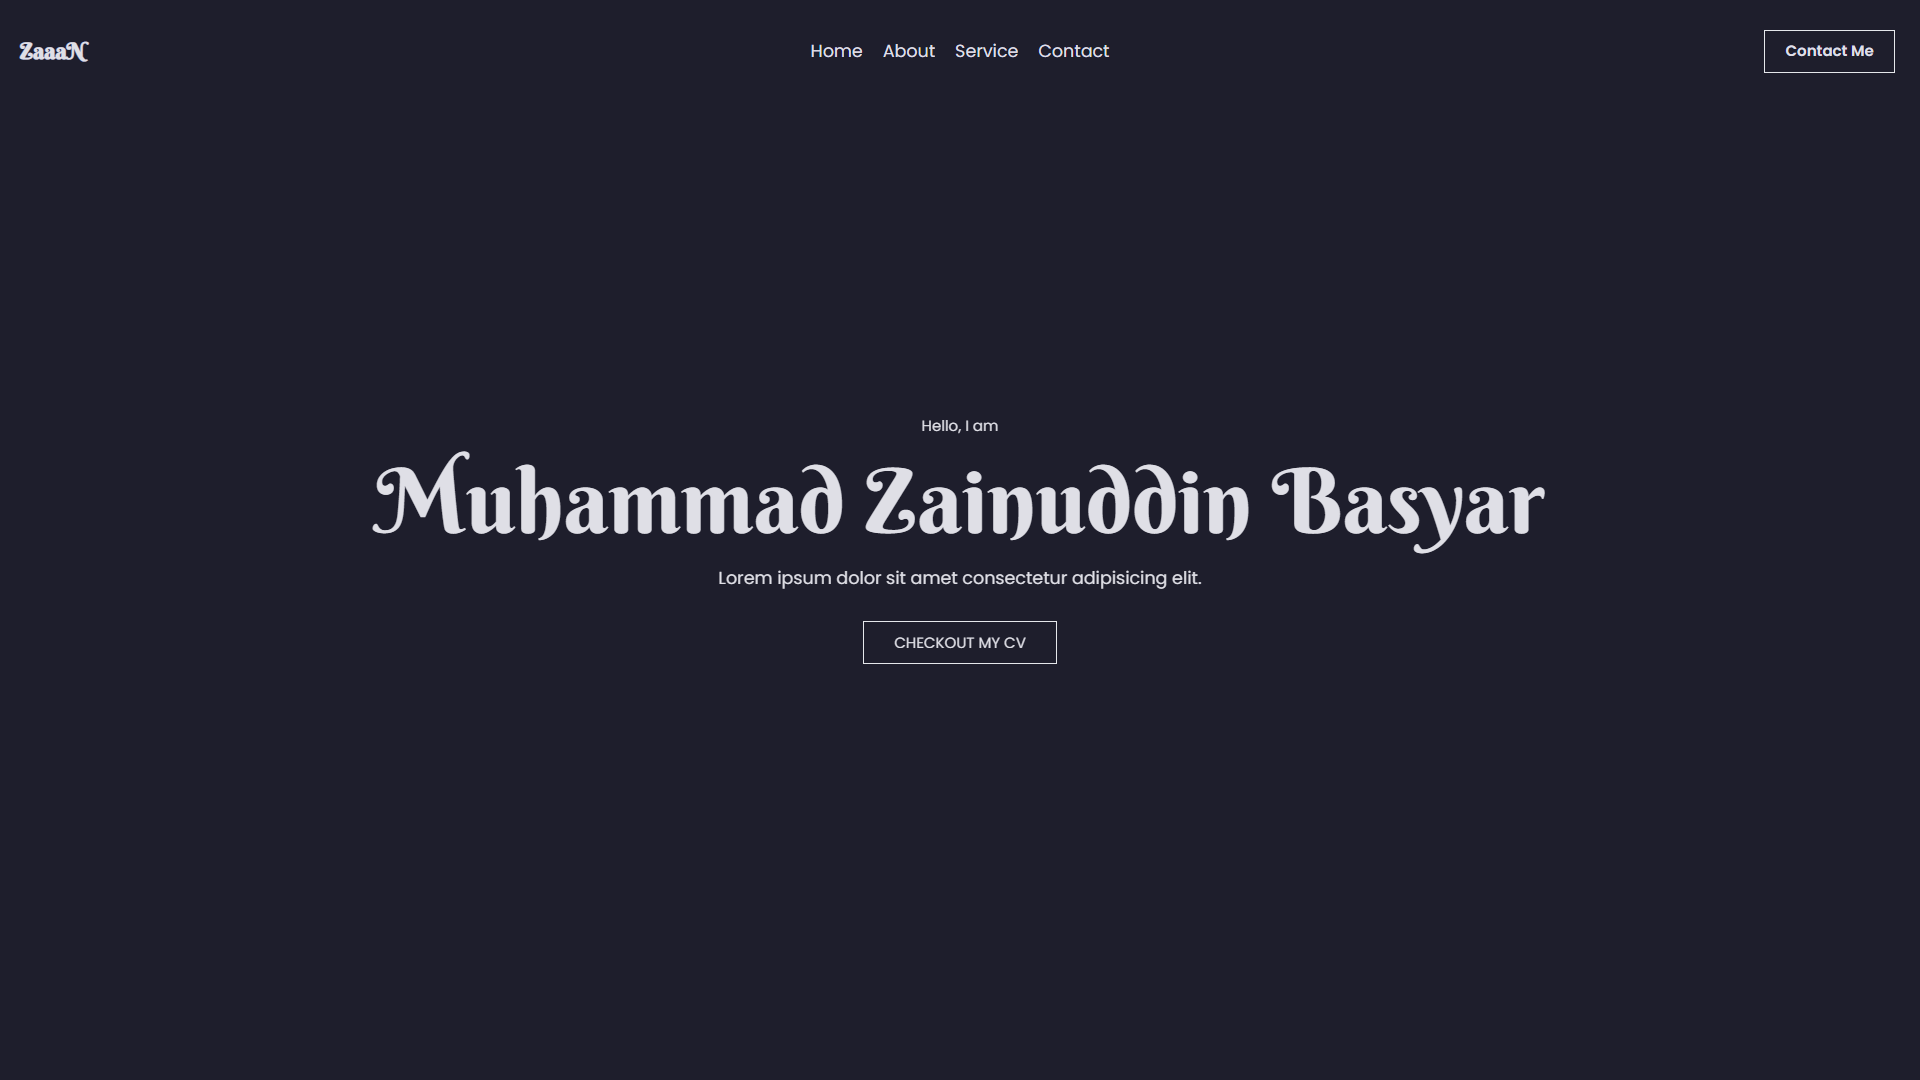 ZaaaN
Home About Service Contact
Contact Me
Hello, I am
Muhammad Zainuddin Basyar
Lorem ipsum dolor sit amet consectetur adipisicing elit.
CHECKOUT MY CV